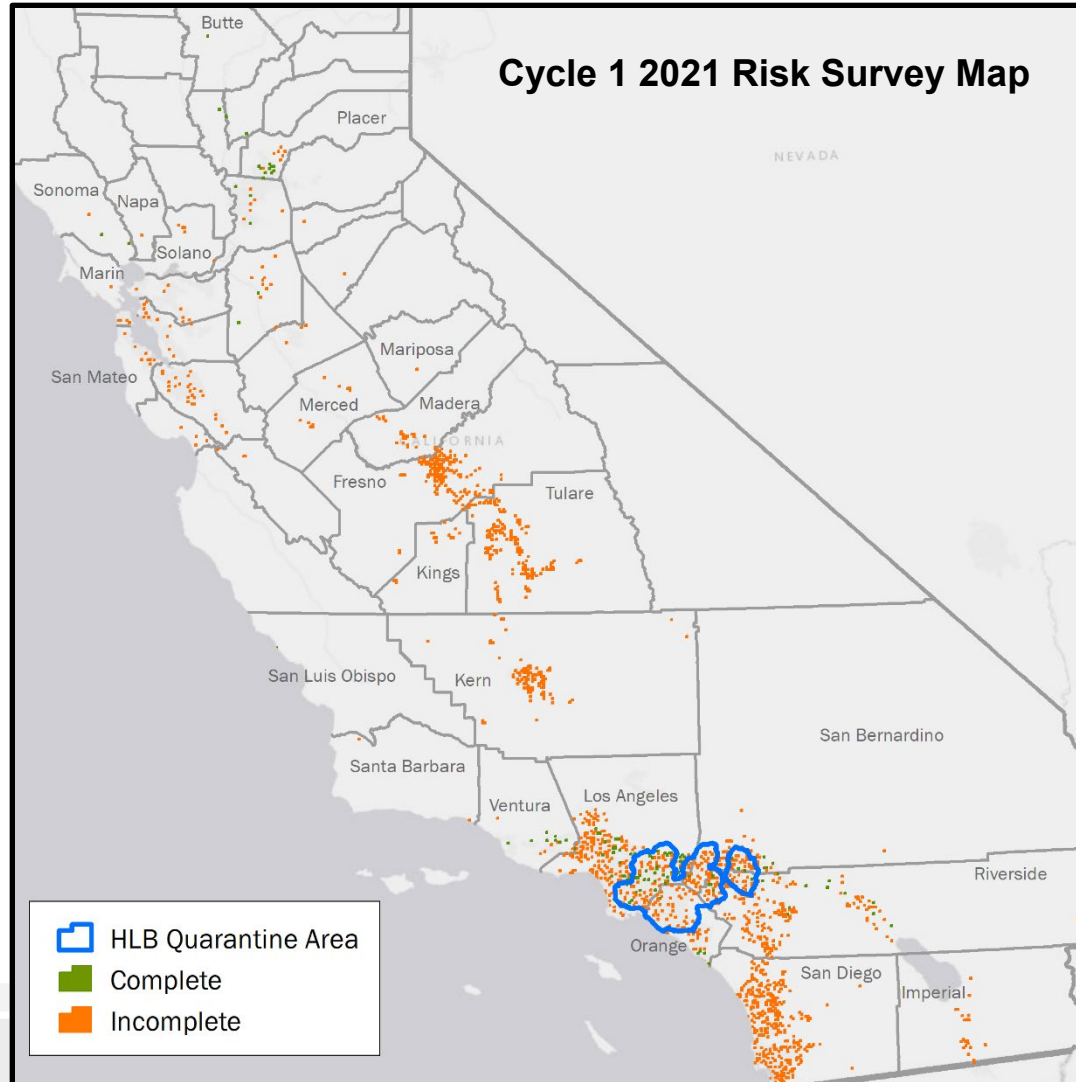 Butte
Cycle 1 2021 Risk Survey Map
Placer
NEVADA
Sonoma
Napa
Solano
Marin
Mariposa
San Mateo
Merced
Madera
CALIFORNIA
Fresno
Tulare
Kings
San Luis Obispo
Kern
San Bernardino
Santa Barbara
Ventura
Los Angeles
Riverside
HLB Quarantine Area
Orange
Complete
San Diego
Imperial
Incomplete